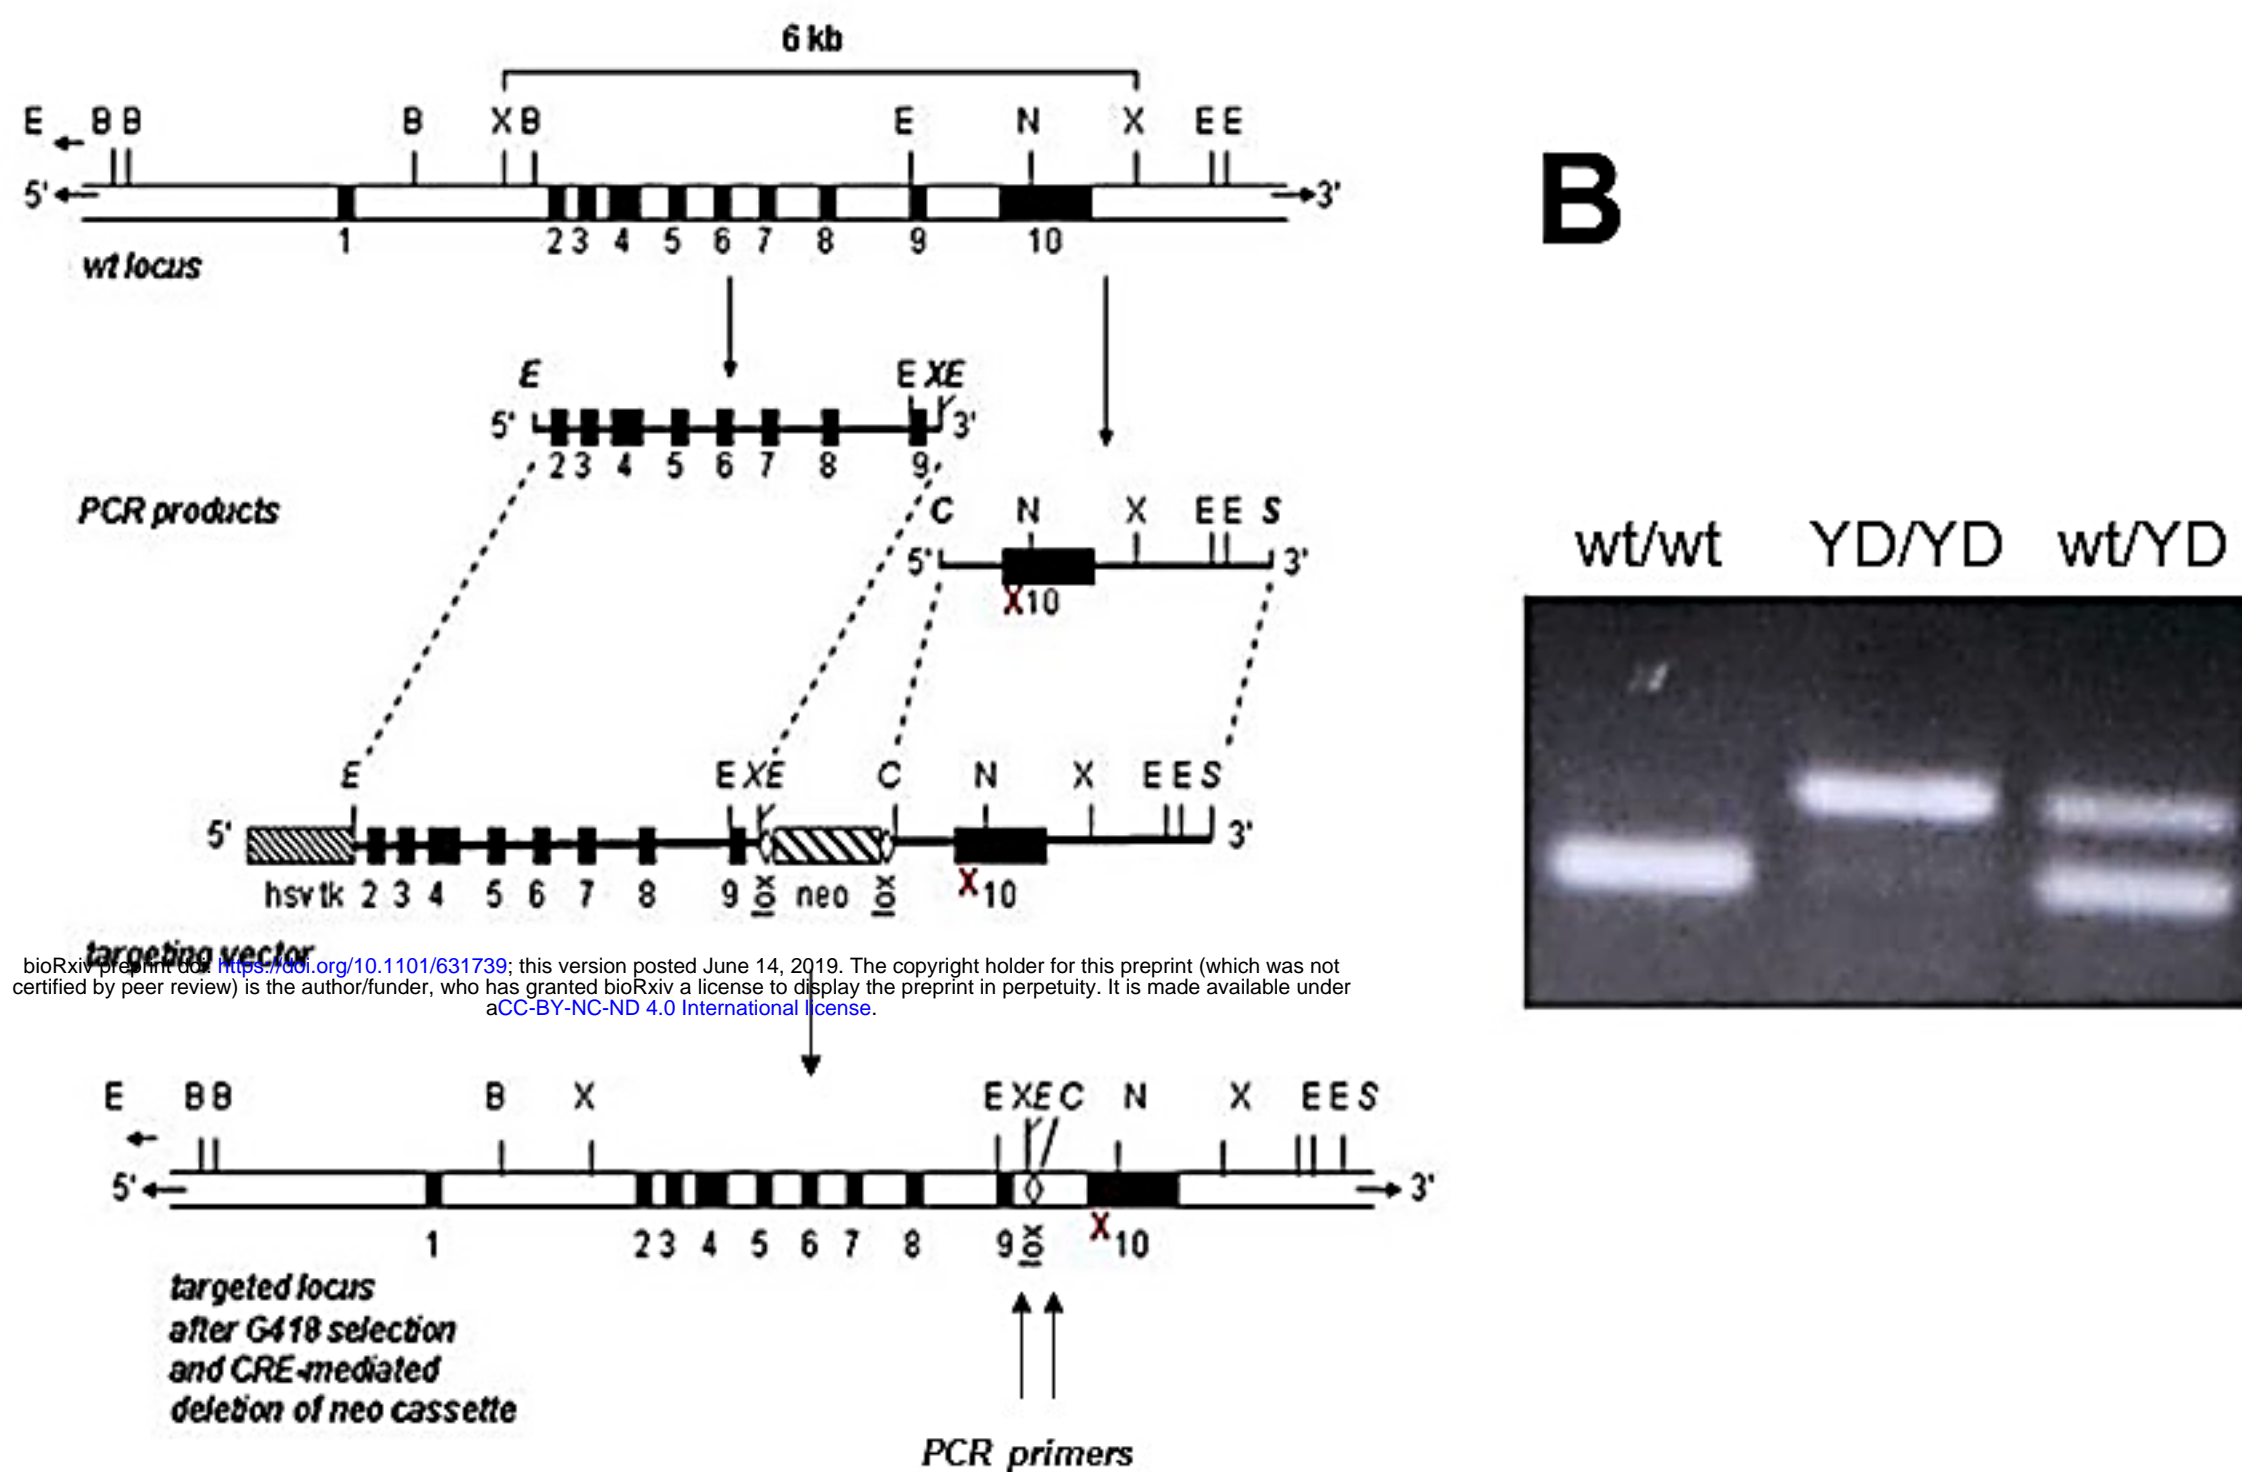 6 kb
E B B B X B E N X E E
5' 3'
1 2 3 4 5 6 7 8 9 10
wt locus
E E XE
5' 3'
2 3 4 5 6 7 8 9
PCR products
C N X E E S
5' 3'
X 10
E E XE C N X E E S
5' 3'
hsv tk 2 3 4 5 6 7 8 9 lox neo lox X 10
targeting vector
bioRxiv preprint doi: https://doi.org/10.1101/631739; this version posted June 14, 2019. The copyright holder for this preprint (which was not
certified by peer review) is the author/funder, who has granted bioRxiv a license to display the preprint in perpetuity. It is made available under
aCC-BY-NC-ND 4.0 International license.
E B B B X E XE C N X E E S
5' 3'
1 2 3 4 5 6 7 8 9 lox X 10
targeted locus
after G418 selection
and CRE-mediated
deletion of neo cassette
PCR primers
B
wt/wt YD/YD wt/YD